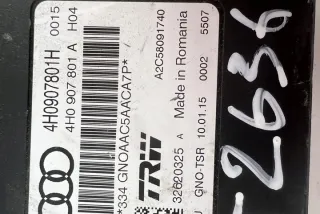 4H0907801H 0015
4H0 907 801 A H04
*334 GNOAAC5AACA7P*
A2C58091740
TRW
32620325 A Made in Romania
GNO-TSR 10.01.15 0002 5507
2636